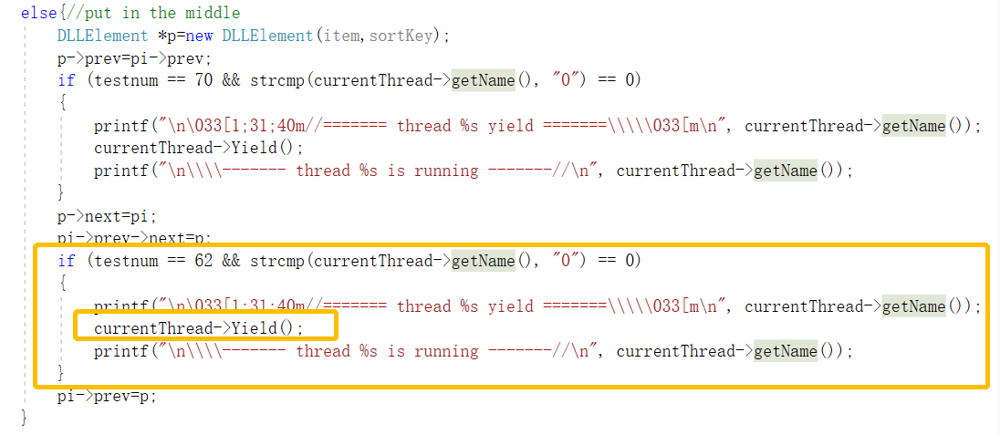 else{//put in the middle
DLLElement *p=new DLLElement(item,sortKey);
p->prev=pi->prev;
if (testnum == 70 && strcmp(currentThread->getName(), "0") == 0)
{
printf("\n\033[1;31;40m//======= thread %s yield =======\\\\\033[m\n", currentThread->getName());
currentThread->Yield();
printf("\n\\\\------- thread %s is running -------//\n", currentThread->getName());
}
p->next=pi;
pi->prev->next=p;
if (testnum == 62 && strcmp(currentThread->getName(), "0") == 0)
{
printf("\n\033[1;31;40m//======= thread %s yield =======\\\\\033[m\n", currentThread->getName());
currentThread->Yield();
printf("\n\\\\------- thread %s is running -------//\n", currentThread->getName());
}
pi->prev=p;
}